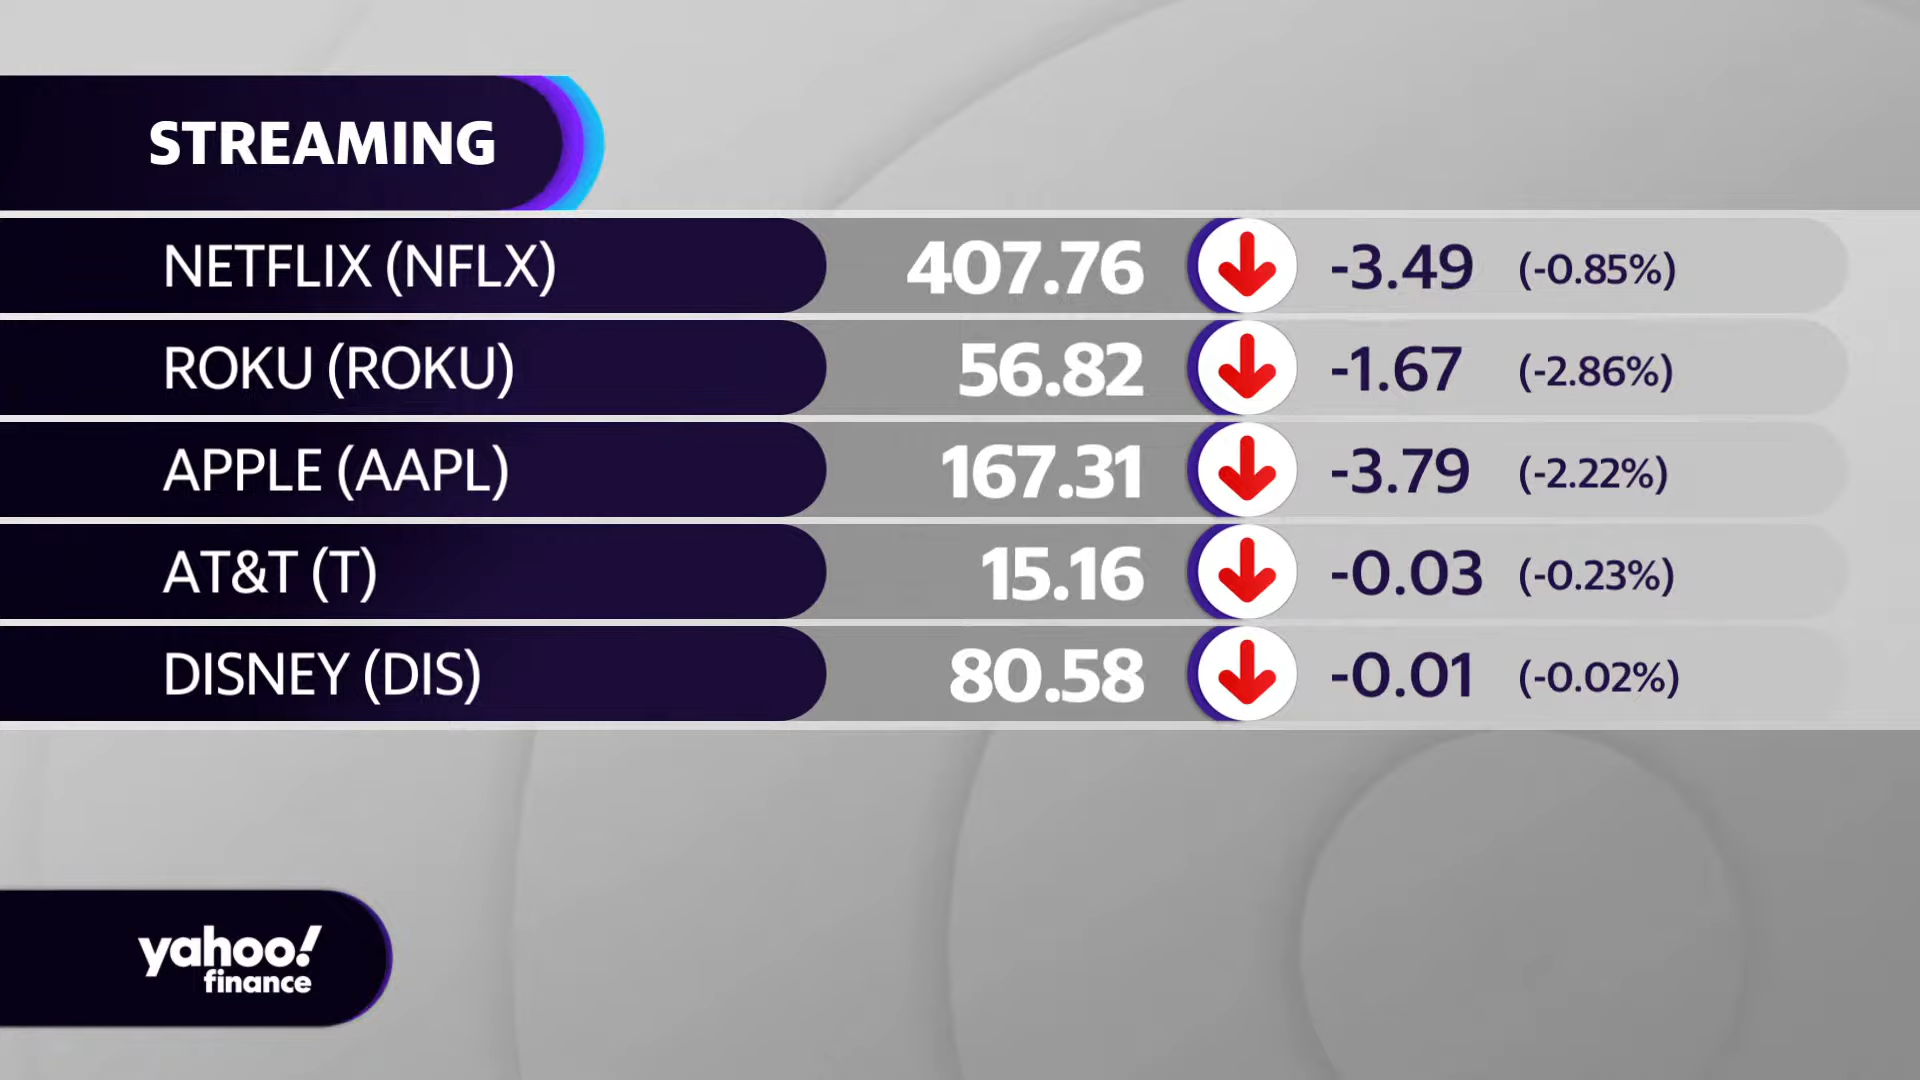 STREAMING
NETFLIX (NFLX) 407.76 -3.49 (-0.85%)
ROKU (ROKU) 56.82 -1.67 (-2.86%)
APPLE (AAPL) 167.31 -3.79 (-2.22%)
AT&T (T) 15.16 -0.03 (-0.23%)
DISNEY (DIS) 80.58 -0.01 (-0.02%)
yahoo!
finance